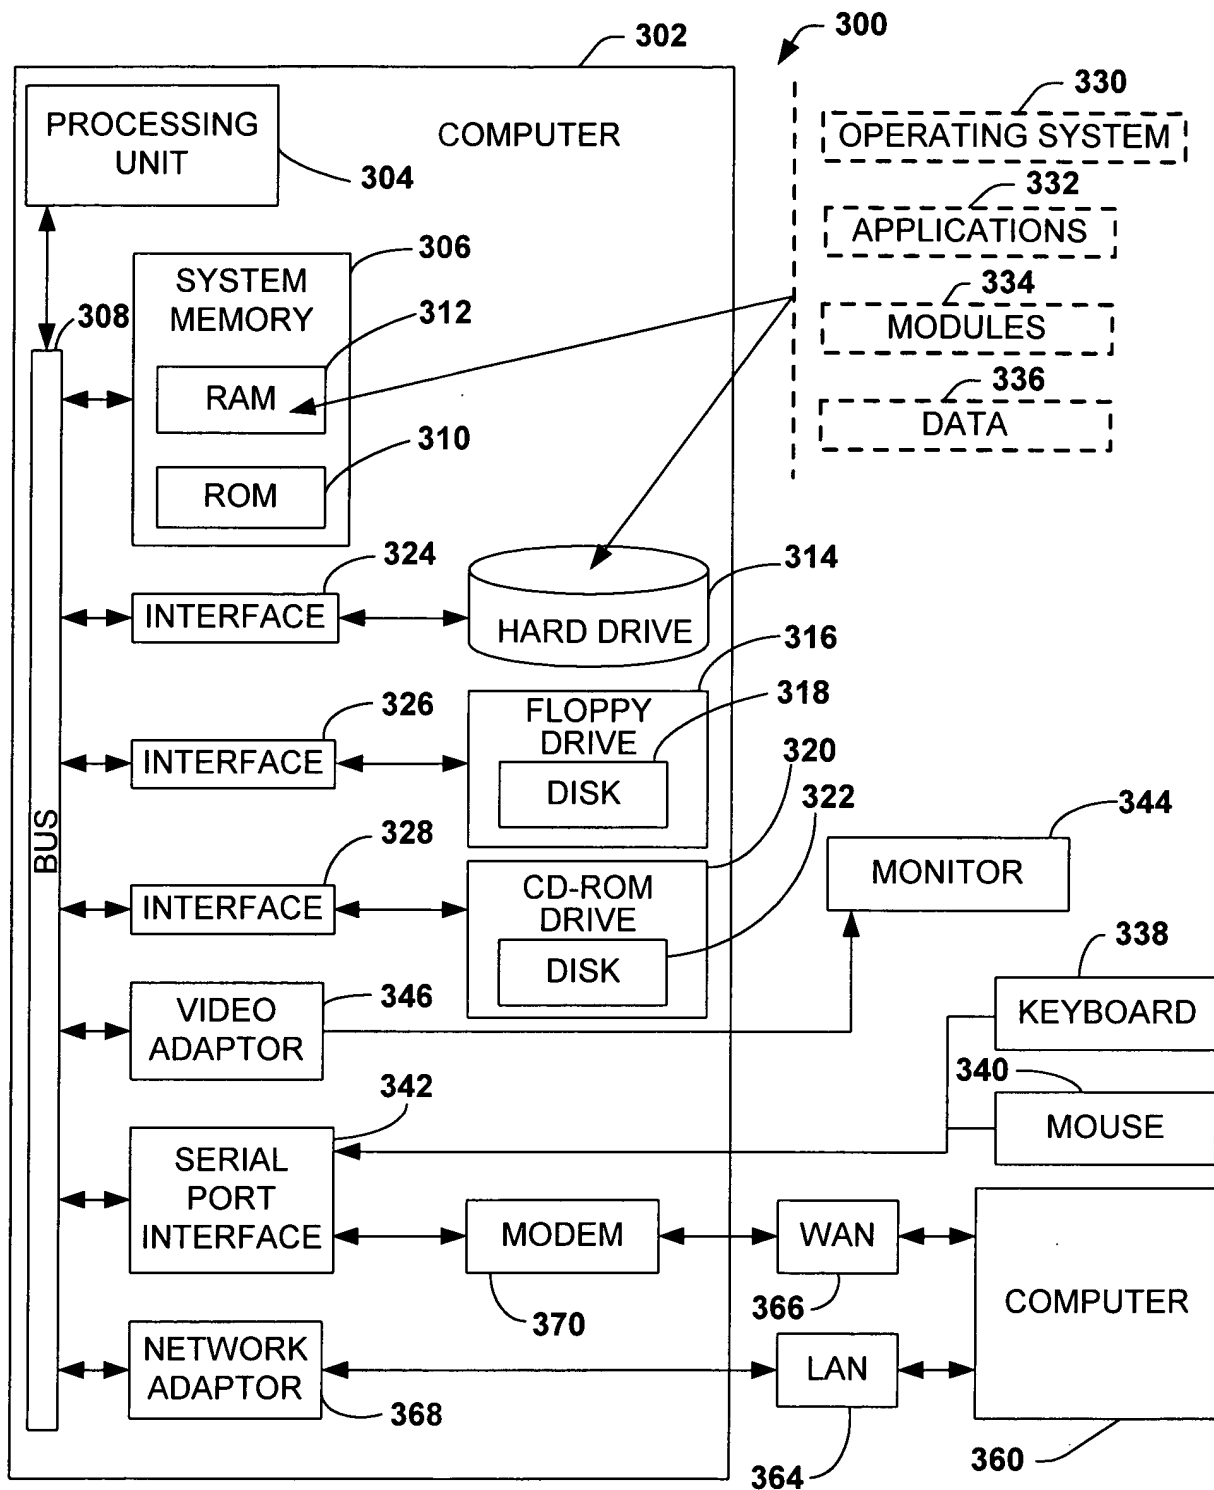 302
300
PROCESSING
UNIT
304
COMPUTER
330
OPERATING SYSTEM
332
APPLICATIONS
334
MODULES
336
DATA
306
SYSTEM
MEMORY
308
312
RAM
310
ROM
BUS
324
INTERFACE
314
HARD DRIVE
316
326
INTERFACE
FLOPPY
DRIVE
318
DISK
320
322
328
INTERFACE
CD-ROM
DRIVE
DISK
344
MONITOR
338
KEYBOARD
346
VIDEO
ADAPTOR
340
MOUSE
342
SERIAL
PORT
INTERFACE
MODEM
370
WAN
366
COMPUTER
360
NETWORK
ADAPTOR
368
LAN
364